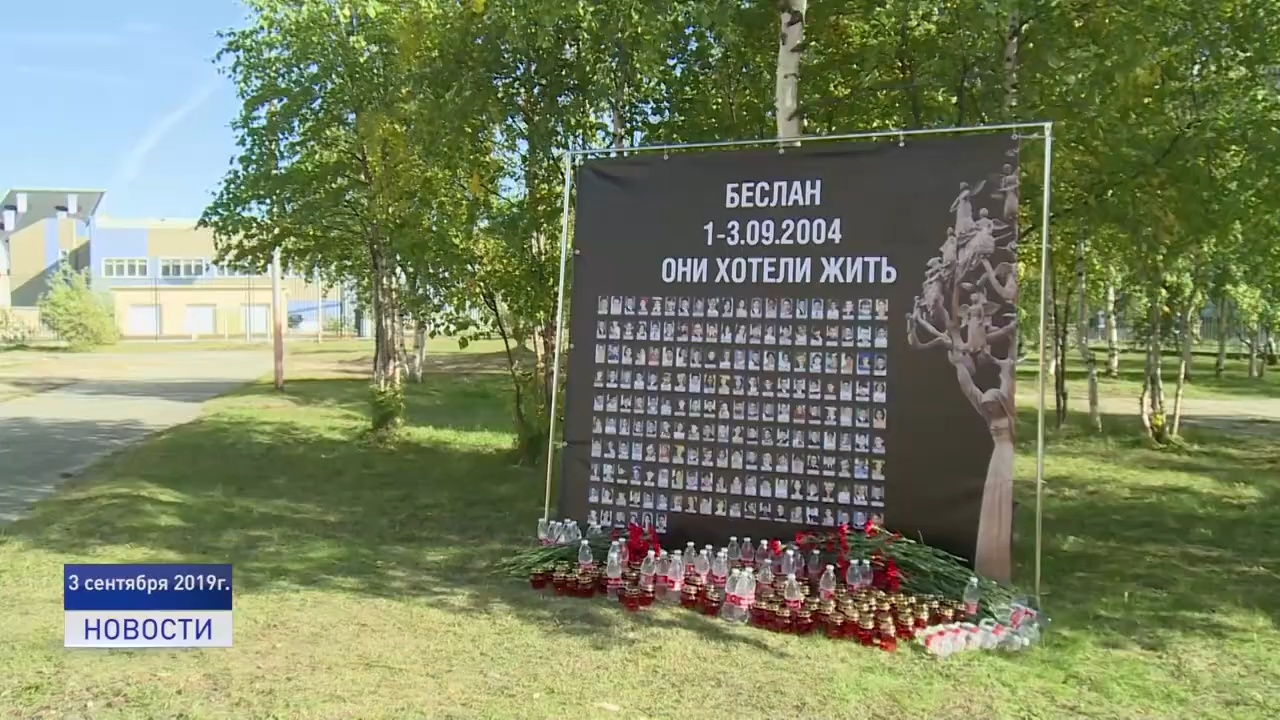 БЕСЛАН
1-3.09.2004
ОНИ ХОТЕЛИ ЖИТЬ
3 сентября 2019г.
НОВОСТИ